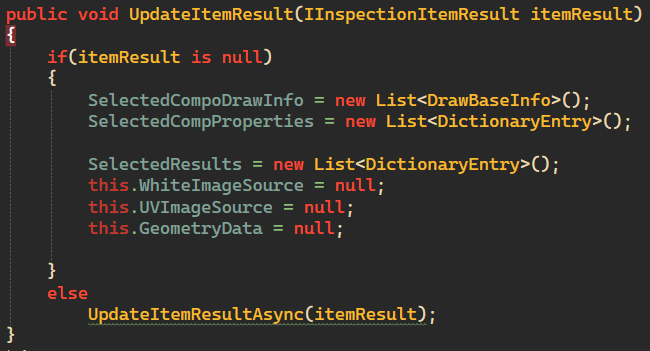 public void UpdateItemResult(IInspectionItemResult itemResult)
{
if(itemResult is null)
{
SelectedCompoDrawInfo = new List<DrawBaseInfo>();
SelectedCompProperties = new List<DictionaryEntry>();
SelectedResults = new List<DictionaryEntry>();
this.WhiteImageSource = null;
this.UVImageSource = null;
this.GeometryData = null;
}
else
UpdateItemResultAsync(itemResult);
}